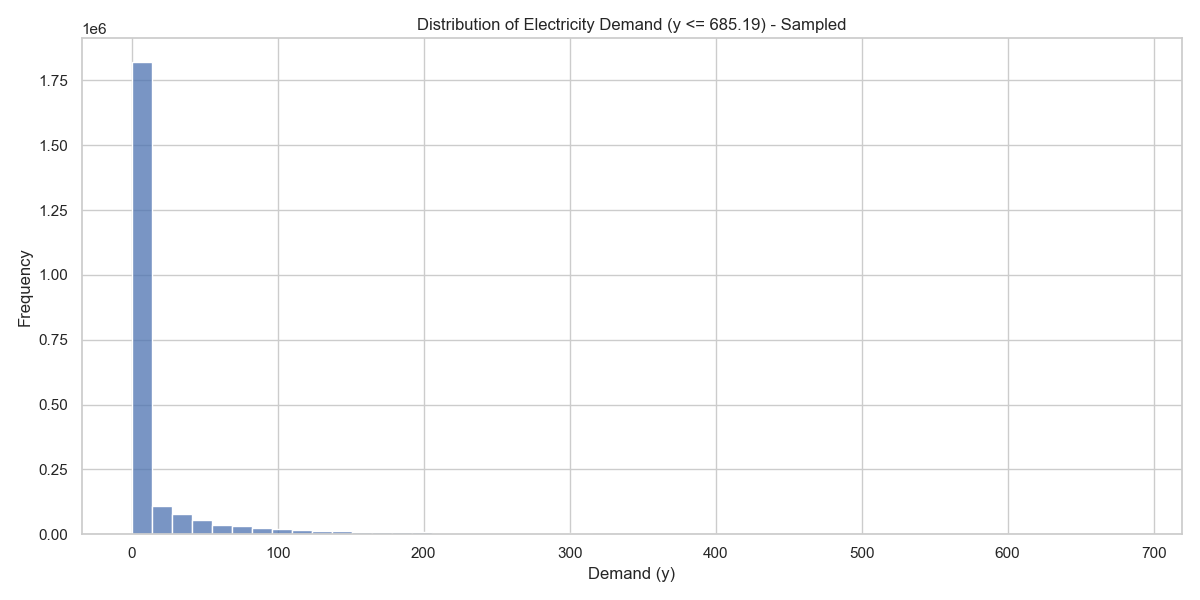 Distribution of Electricity Demand (y <= 685.19) - Sampled
1e6
1.75
1.50
1.25
1.00
0.75
0.50
0.25
0.00
Frequency
0 100 200 300 400 500 600 700
Demand (y)